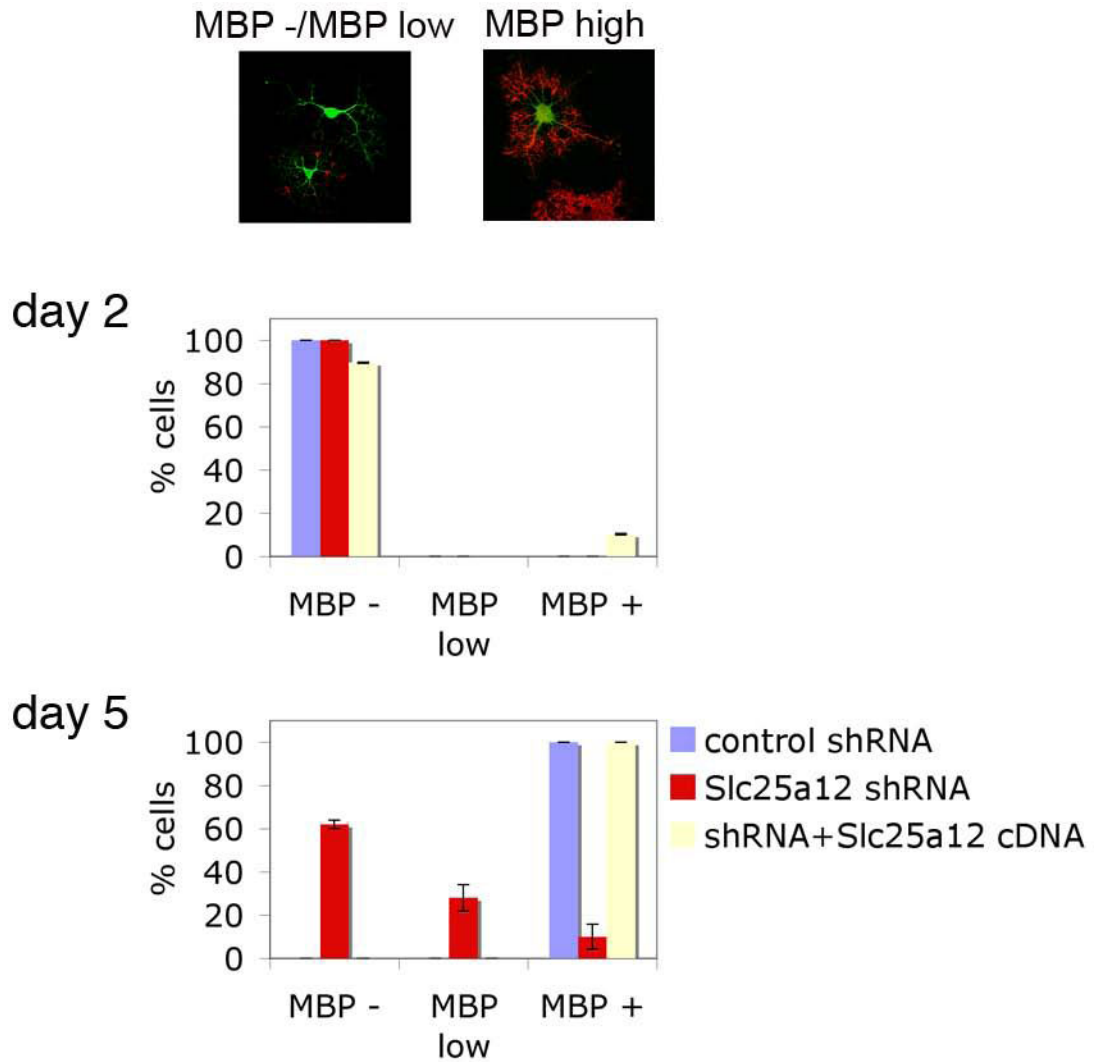 MBP -/MBP low MBP high
day 2
% cells
100
80
60
40
20
0
MBP - MBP low MBP +
day 5
% cells
100
80
60
40
20
0
MBP - MBP low MBP +
control shRNA
Slc25a12 shRNA
shRNA+Slc25a12 cDNA